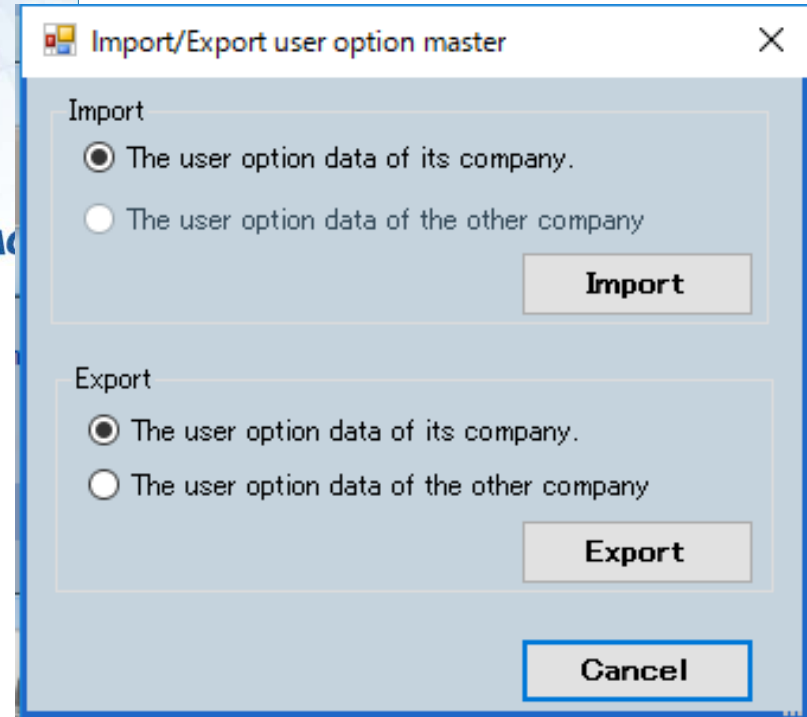 Import/Export user option master
Import
The user option data of its company.
The user option data of the other company
Import
Export
The user option data of its company.
The user option data of the other company
Export
Cancel